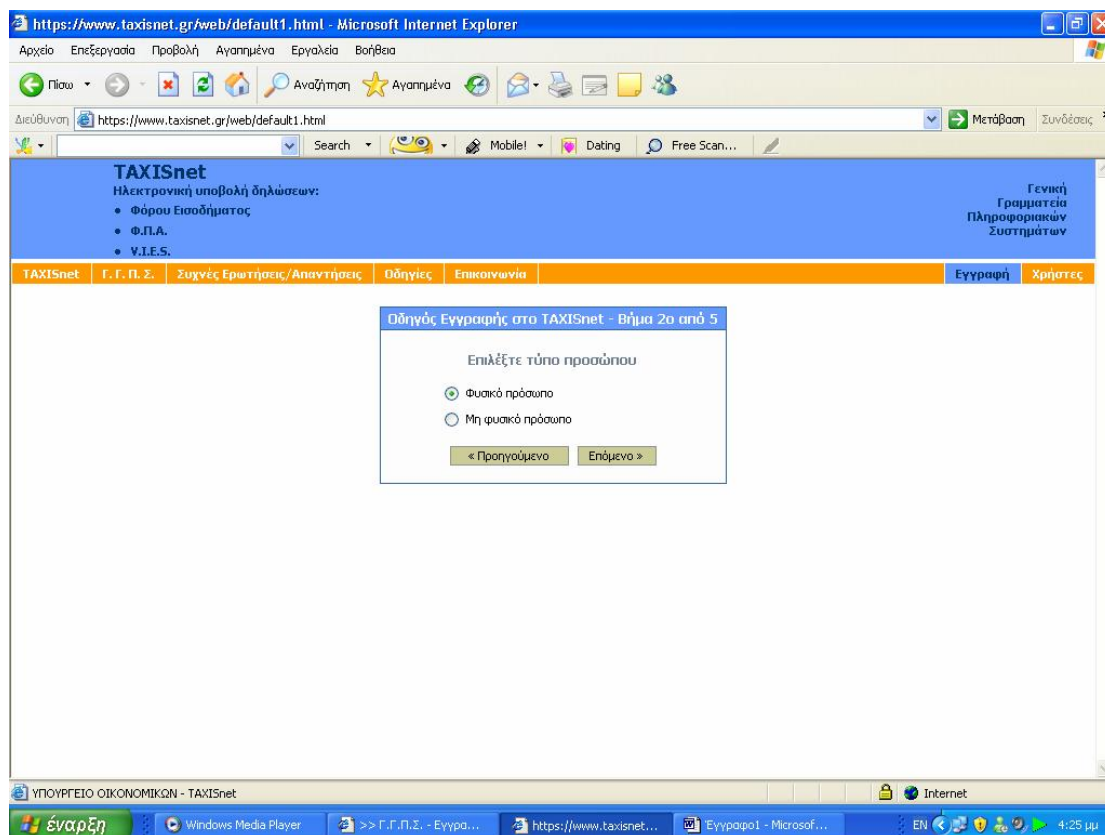 https://www.taxisnet.gr/web/default1.html - Microsoft Internet Explorer
Αρχείο Επεξεργασία Προβολή Αγαπημένα Εργαλεία Βοήθεια
Πίσω Αναζήτηση Αγαπημένα
Διεύθυνση https://www.taxisnet.gr/web/default1.html Μετάβαση Συνδέσεις
Search Mobile! Dating Free Scan...
TAXISnet
Ηλεκτρονική υποβολή δηλώσεων:
• Φόρου Εισοδήματος
• Φ.Π.Α.
• V.I.E.S.
Γενική
Γραμματεία
Πληροφοριακών
Συστημάτων
TAXISnet Γ.Γ.Π.Σ. Συχνές Ερωτήσεις/Απαντήσεις Οδηγίες Επικοινωνία Εγγραφή Χρήστες
Οδηγός Εγγραφής στο TAXISnet - Βήμα 2ο από 5
Επιλέξτε τύπο προσώπου
Φυσικό πρόσωπο
Μη φυσικό πρόσωπο
« Προηγούμενο Επόμενο »
ΥΠΟΥΡΓΕΙΟ ΟΙΚΟΝΟΜΙΚΩΝ - TAXISnet Internet
έναρξη Windows Media Player >> Γ.Γ.Π.Σ. - Εγγρα... https://www.taxisnet... Έγγραφο1 - Microsof... EN 4:25 μμ